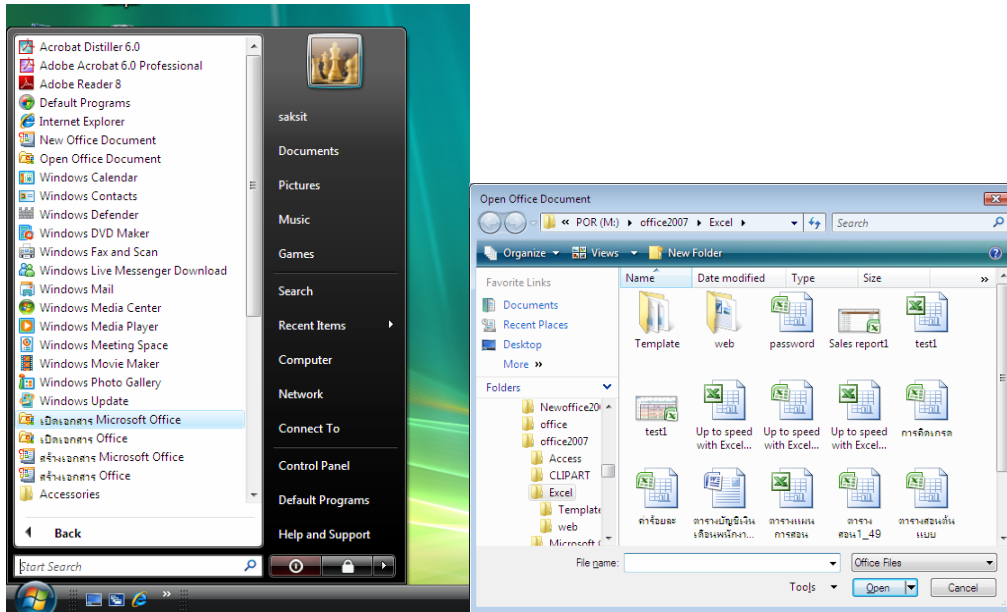 Acrobat Distiller 6.0
Adobe Acrobat 6.0 Professional
Adobe Reader 8
Default Programs
Internet Explorer
New Office Document
Open Office Document
Windows Calendar
Windows Contacts
Windows Defender
Windows DVD Maker
Windows Fax and Scan
Windows Live Messenger Download
Windows Mail
Windows Media Center
Windows Media Player
Windows Meeting Space
Windows Movie Maker
Windows Photo Gallery
Windows Update
เปิดเอกสาร Microsoft Office
เปิดเอกสาร Office
สร้างเอกสาร Microsoft Office
สร้างเอกสาร Office
Accessories
Back
Start Search
saksit
Documents
Pictures
Music
Games
Search
Recent Items
Computer
Network
Connect To
Control Panel
Default Programs
Help and Support
Open Office Document
« POR (M:) office2007 Excel
Search
Organize Views New Folder
Favorite Links
Documents
Recent Places
Desktop
More »
Folders
Newoffice20
office
office2007
Access
CLIPART
Excel
Template
web
Microsoft (
Name Date modified Type Size »
Template web password Sales report1 test1
test1 Up to speed with Excel... Up to speed with Excel... Up to speed with Excel... การคิดเกรด
ค่าร้อยละ ตารางบัญชีเงินเดือนพนักงา... ตารางแผนการสอน ตารางสอน1_49 ตารางสอนต้นแบบ
File name:
Office Files
Tools Open Cancel